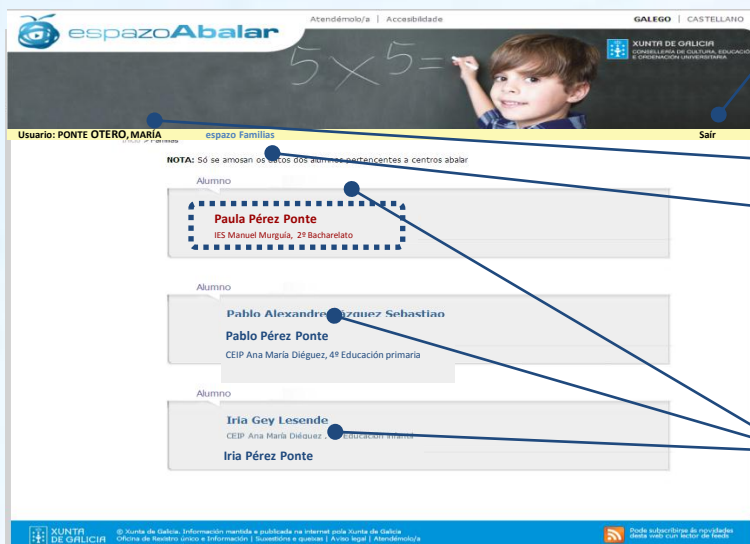 espazoAbalar
Atendémolo/a | Accesibilidade
GALEGO | CASTELLANO
5×5=
XUNTA DE GALICIA
CONSELLERÍA DE CULTURA, EDUCACIÓN
E ORDENACIÓN UNIVERSITARIA
Usuario: PONTE OTERO, MARÍA espazo Familias Saír
Inicio > Familias
NOTA: Só se amosan os datos dos alumnos pertencentes a centros abalar
Alumno
Paula Pérez Ponte
IES Manuel Murguía, 2º Bacharelato
Alumno
Pablo Alexandre Vázquez Sebastiao
Pablo Pérez Ponte
CEIP Ana María Diéguez, 4º Educación primaria
Alumno
Iria Gey Lesende
CEIP Ana María Diéguez , Educación infantil
Iria Pérez Ponte
XUNTA
DE GALICIA
© Xunta de Galicia. Información mantida e publicada na internet pola Xunta de Galicia
Oficina de Rexistro único e Información | Suxestións e queixas | Aviso legal | Atendémolo/a
Pode subscribirse ás novidades
desta web cun lector de feeds